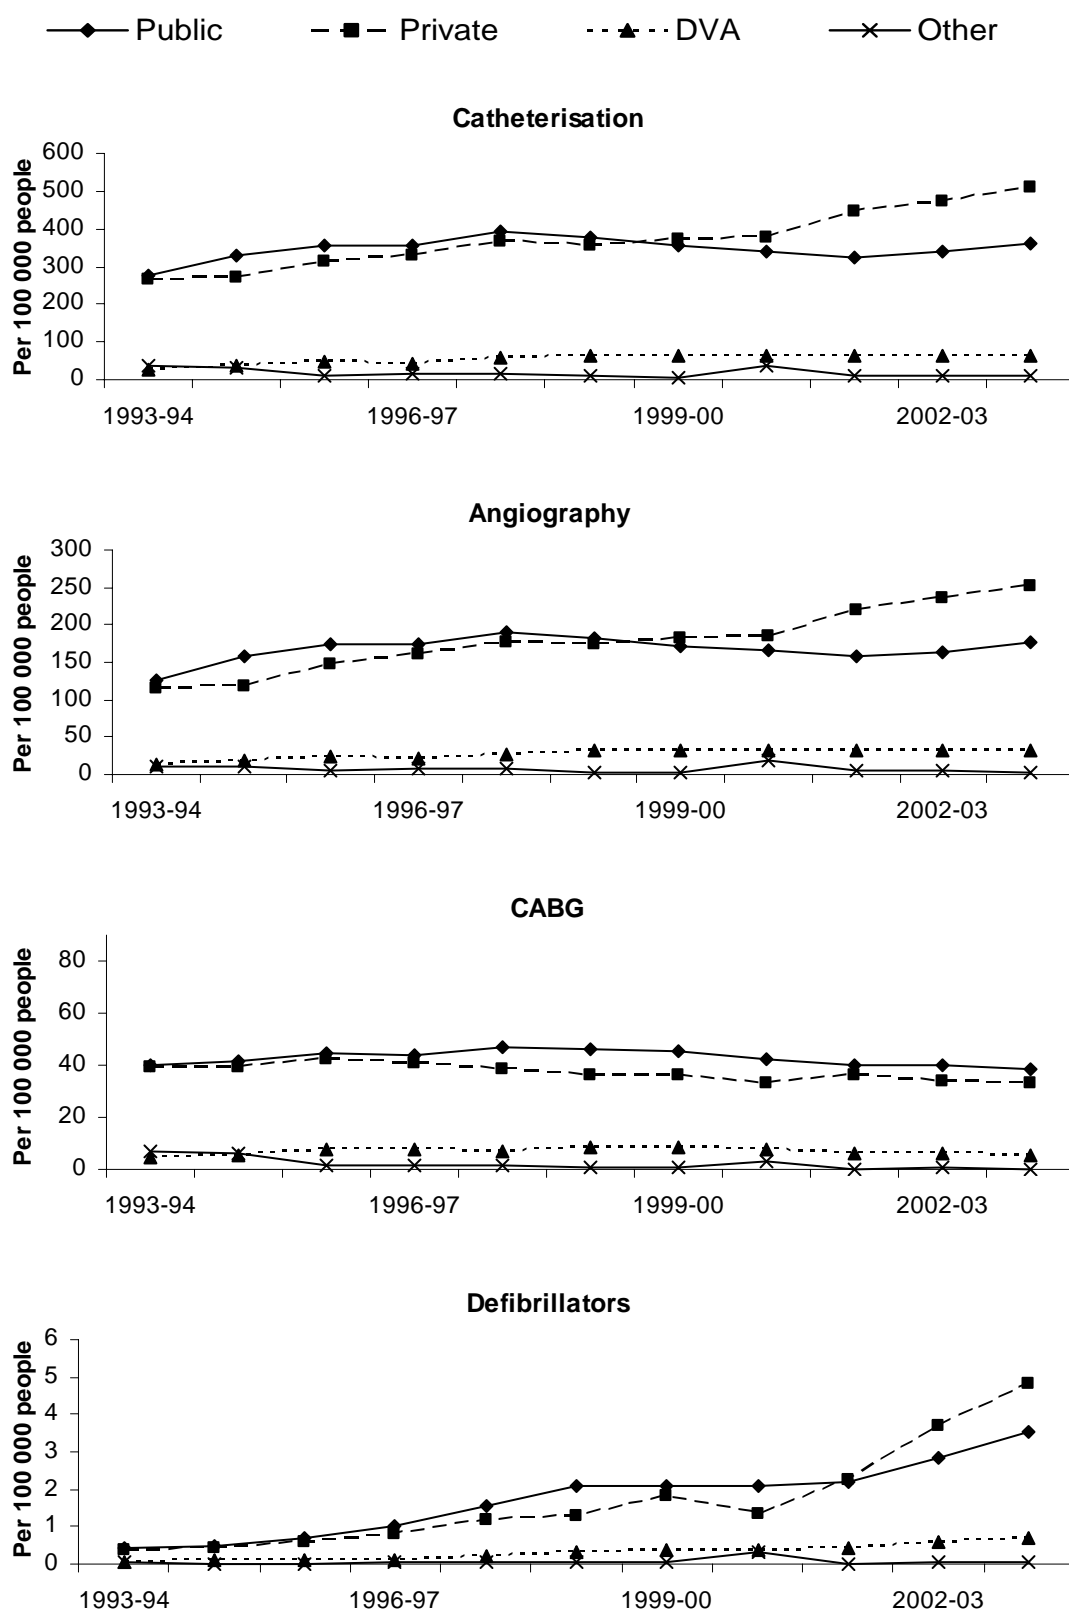 Public Private DVA Other
Catheterisation
Per 100 000 people
600
500
400
300
200
100
0
1993-94 1996-97 1999-00 2002-03
Angiography
Per 100 000 people
300
250
200
150
100
50
0
1993-94 1996-97 1999-00 2002-03
CABG
Per 100 000 people
80
60
40
20
0
1993-94 1996-97 1999-00 2002-03
Defibrillators
Per 100 000 people
6
5
4
3
2
1
0
1993-94 1996-97 1999-00 2002-03